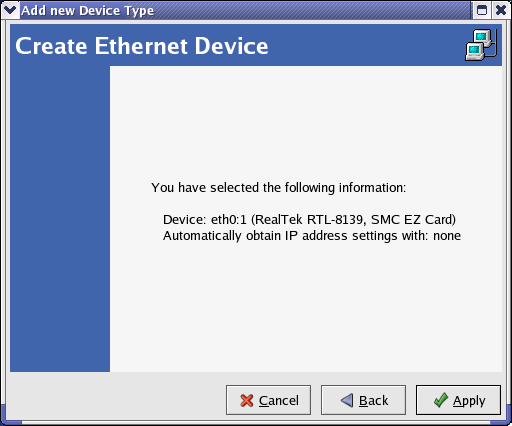 Add new Device Type
Create Ethernet Device
You have selected the following information:
Device: eth0:1 (RealTek RTL-8139, SMC EZ Card)
Automatically obtain IP address settings with: none
Cancel
Back
Apply